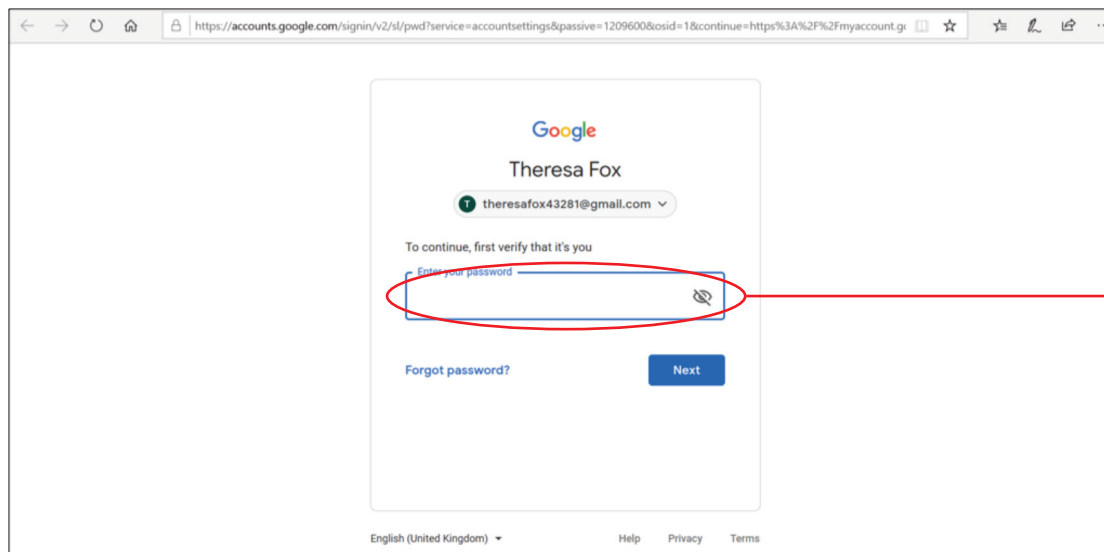 https://accounts.google.com/signin/v2/sl/pwd?service=accountsettings&passive=1209600&osid=1&continue=https%3A%2F%2Fmyaccount.gc
Google
Theresa Fox
T theresafox43281@gmail.com
To continue, first verify that it's you
Enter your password
Forgot password? Next
English (United Kingdom) Help Privacy Terms